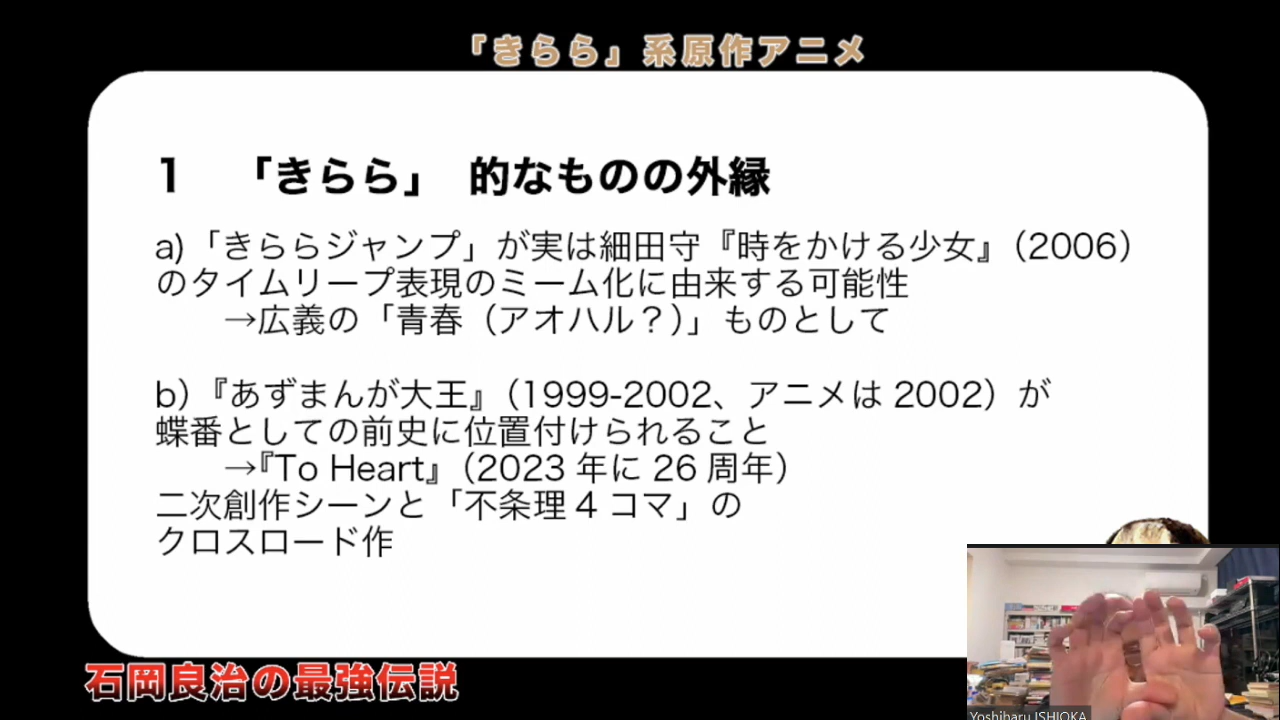 「きらら」系原作アニメ
1 「きらら」 的なものの外縁
a)「きららジャンプ」が実は細田守『時をかける少女』（2006）
のタイムリープ表現のミーム化に由来する可能性
→広義の「青春（アオハル？）」ものとして
b)『あずまんが大王』（1999-2002、アニメは 2002）が
蝶番としての前史に位置付けられること
→『To Heart』（2023 年に 26 周年）
二次創作シーンと「不条理 4 コマ」の
クロスロード作
石岡良治の最強伝説
Yoshiharu ISHIOKA